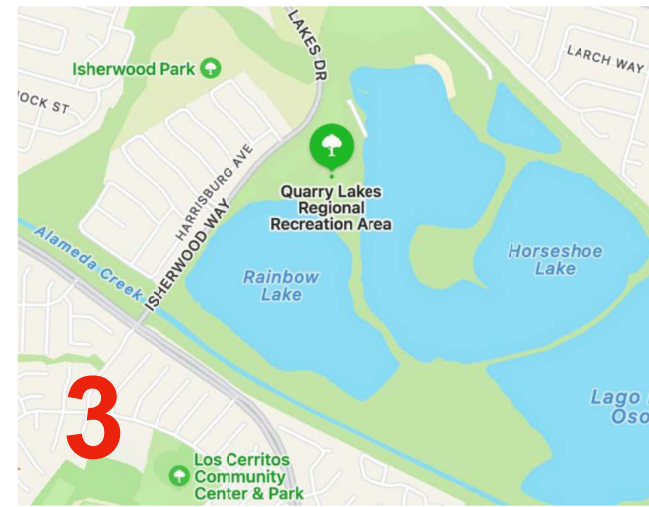 LAKES DR
LARCH WAY
Isherwood Park
OCK ST
HARRISBURG AVE
Quarry Lakes
Regional
Recreation Area
ISHERWOOD WAY
Alameda Creek
Rainbow
Lake
Horseshoe
Lake
Lago
Oso
3
Los Cerritos
Community
Center & Park